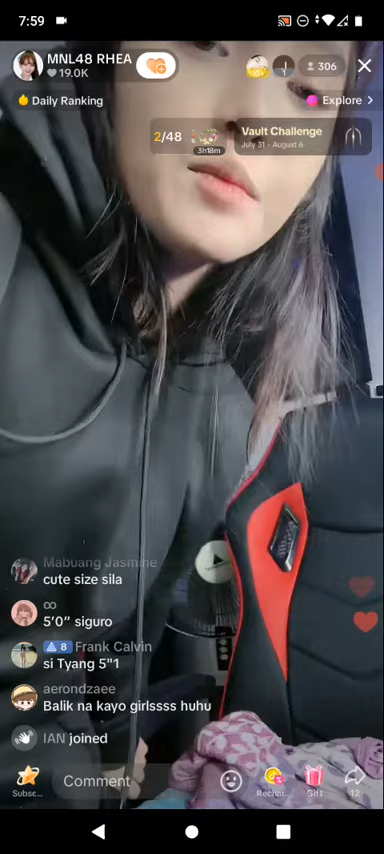 7:59
MNL48 RHEA
19.0K
306
Daily Ranking
Explore
2/48
3h18m
Vault Challenge
July 31 - August 6
Mabuang Jasmine
cute size sila
∞
5'0" siguro
8 Frank Calvin
si Tyang 5"1
aerondzaee
Balik na kayo girlssss huhu
IAN joined
Subsc...
Comment
Rechar...
Gift
12